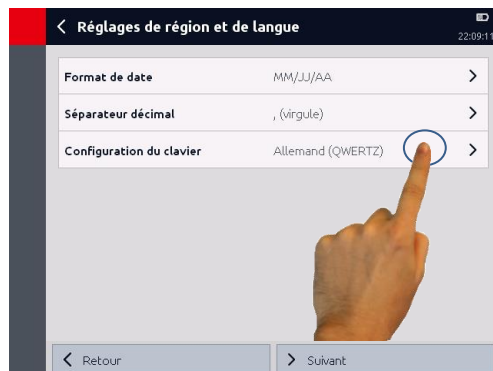 Réglages de région et de langue
22:09:11
Format de date MM/JJ/AA
Séparateur décimal , (virgule)
Configuration du clavier Allemand (QWERTZ)
Retour Suivant